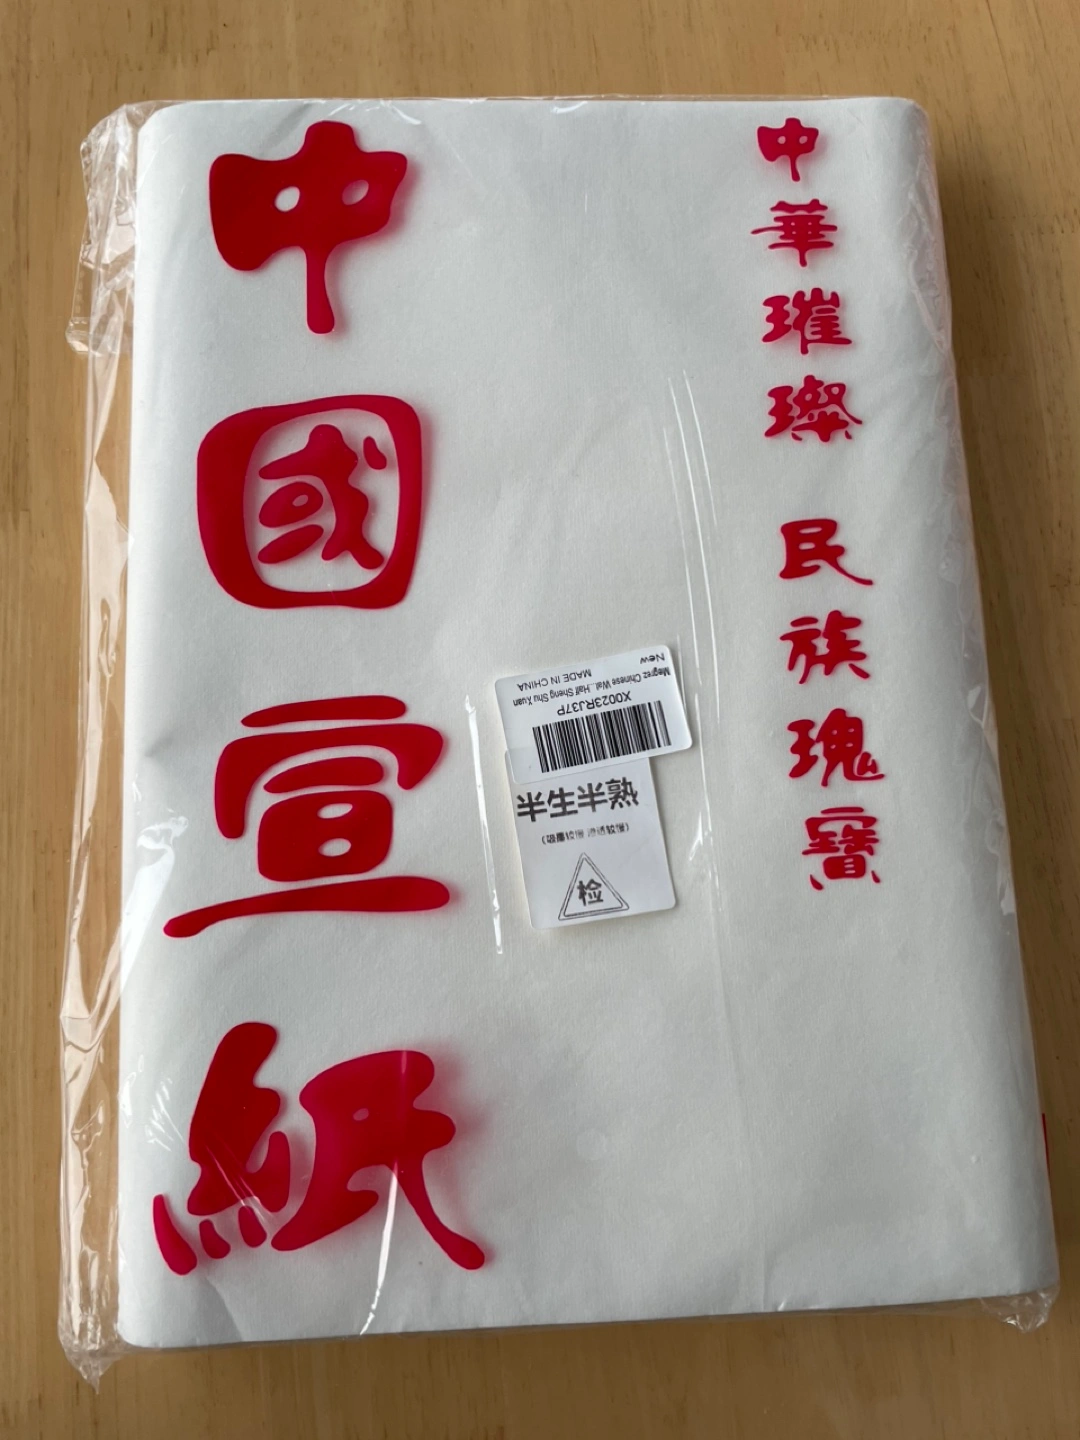 中國宣紙
中華璀璨 民族瑰寶
Megrez Chinese Wal...Half Sheng Shu Xuan
New
MADE IN CHINA
X0023RJ37P
半生半熟
检